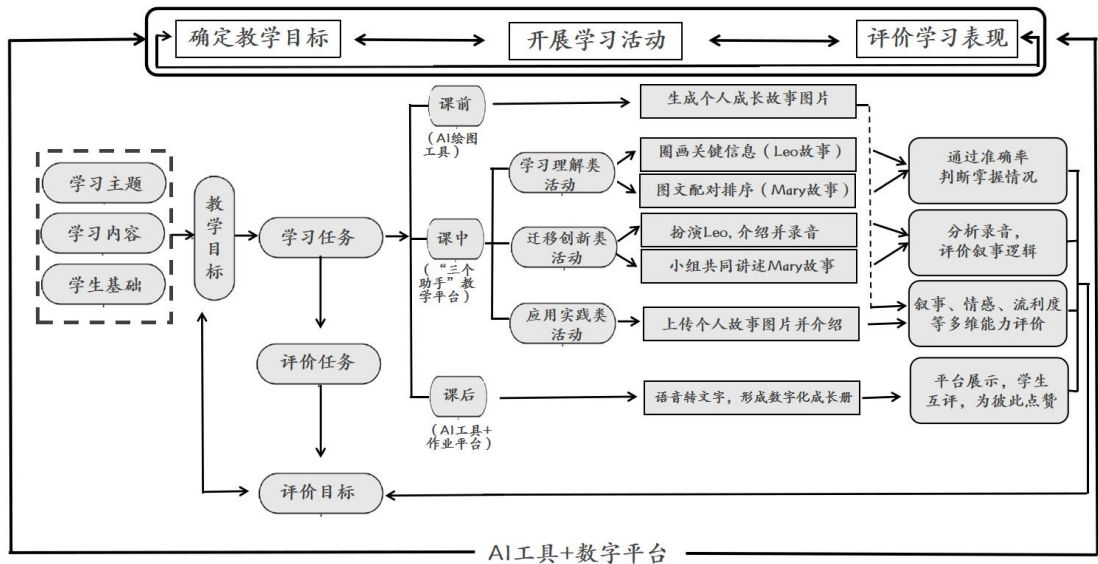 确定教学目标
开展学习活动
评价学习表现
学习主题
学习内容
学生基础
教
学
目
标
学习任务
评价任务
评价目标
课前
（AI绘图
工具）
课中
（“三个
助手”教
学平台）
课后
（AI工具+
作业平台）
学习理解类
活动
迁移创新类
活动
应用实践类
活动
生成个人成长故事图片
圈画关键信息（Leo故事）
图文配对排序（Mary故事）
扮演Leo,介绍并录音
小组共同讲述Mary故事
上传个人故事图片并介绍
语音转文字，形成数字化成长册
通过准确率
判断掌握情况
分析录音，
评价叙事逻辑
叙事、情感、流利度
等多维能力评价
平台展示，学生
互评，为彼此点赞
AI工具+数字平台